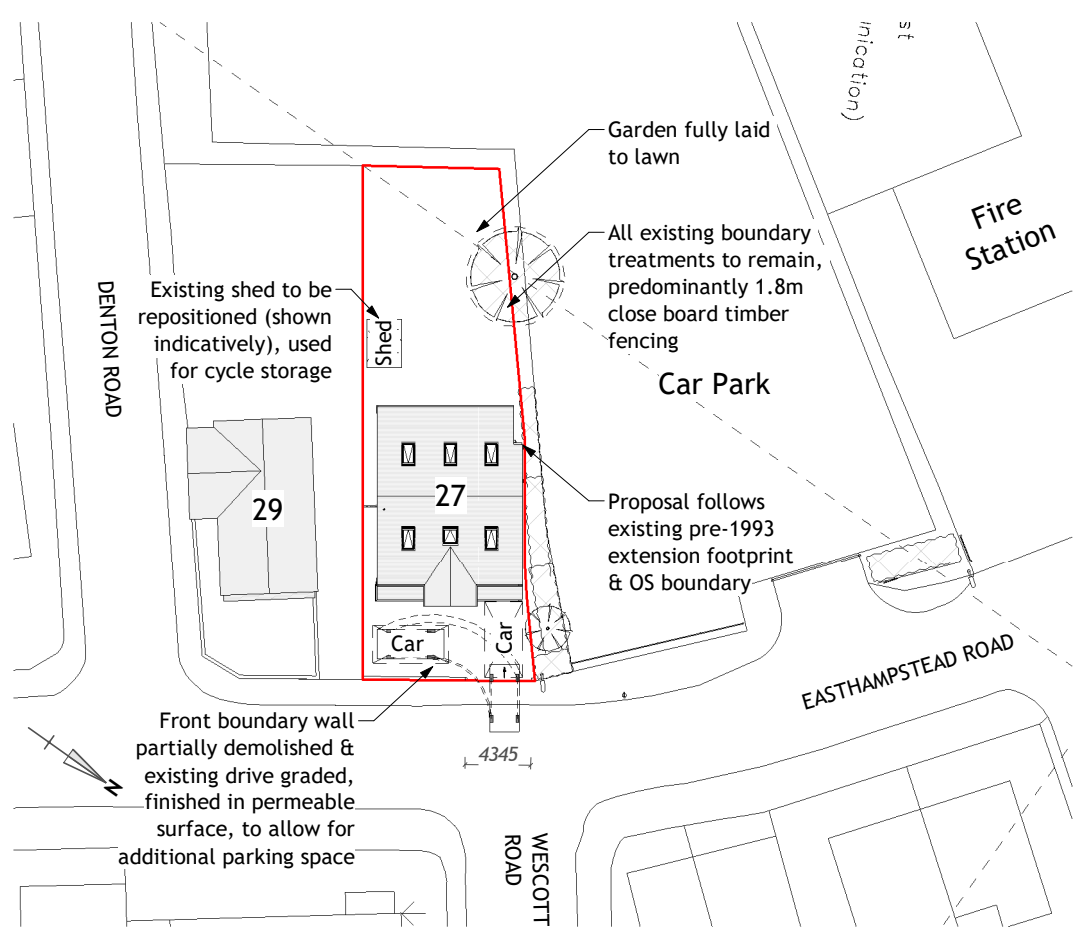 st
nication)
Garden fully laid
to lawn
Fire
Station
All existing boundary
treatments to remain,
predominantly 1.8m
close board timber
fencing
Existing shed to be
repositioned (shown
indicatively), used
for cycle storage
DENTON ROAD
Shed
Car Park
27
29
Proposal follows
existing pre-1993
extension footprint
& OS boundary
Car
Car
EASTHAMPSTEAD ROAD
Front boundary wall
partially demolished &
existing drive graded,
finished in permeable
surface, to allow for
additional parking space
4345
N
WESCOTT
ROAD